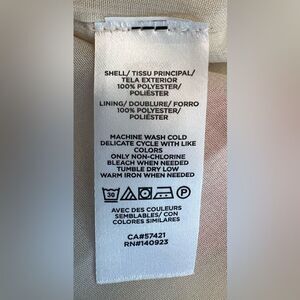 SHELL/ TISSU PRINCIPAL/
TELA EXTERIOR
100% POLYESTER/
POLIÉSTER
LINING/ DOUBLURE/ FORRO
100% POLYESTER/
POLIÉSTER
MACHINE WASH COLD
DELICATE CYCLE WITH LIKE
COLORS
ONLY NON-CHLORINE
BLEACH WHEN NEEDED
TUMBLE DRY LOW
WARM IRON WHEN NEEDED
30 P
AVEC DES COULEURS
SEMBLABLES/ CON
COLORES SIMILARES
CA#57421
RN#140923